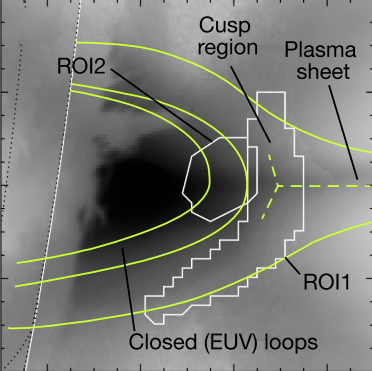 Cusp
region
Plasma
sheet
ROI2
ROI1
Closed (EUV) loops